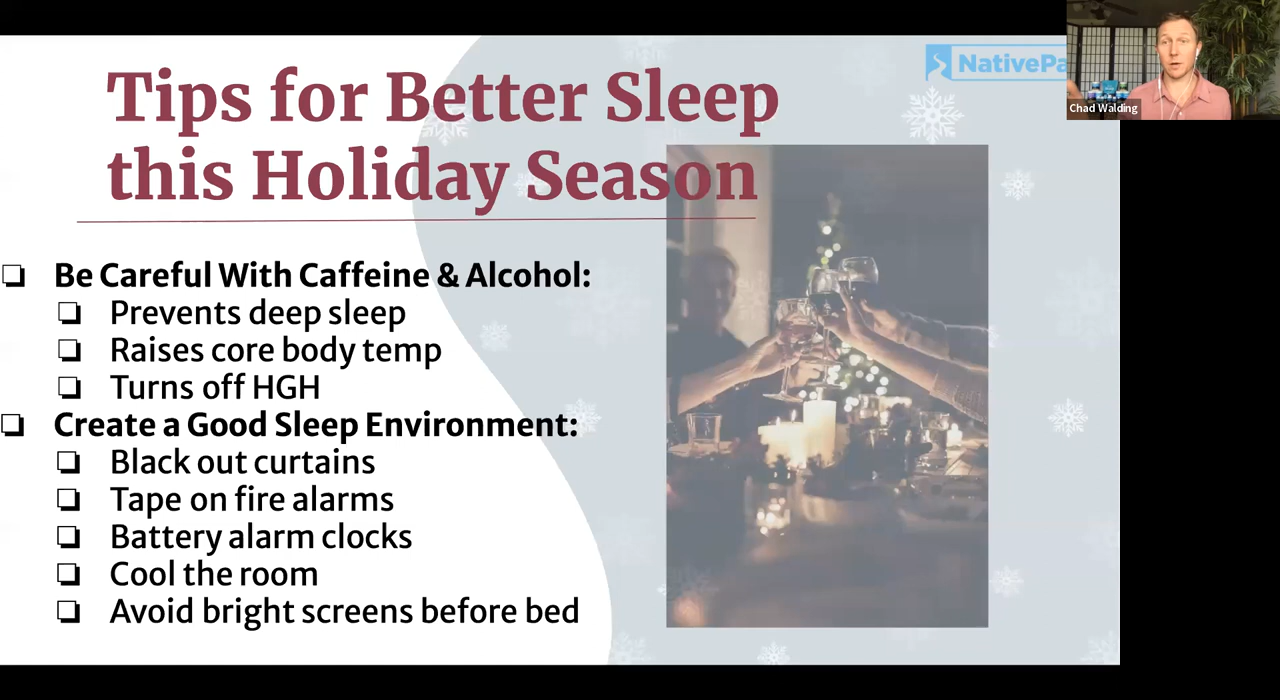 Tips for Better Sleep
this Holiday Season
NativePa
Chad Walding
Be Careful With Caffeine & Alcohol:
Prevents deep sleep
Raises core body temp
Turns off HGH
Create a Good Sleep Environment:
Black out curtains
Tape on fire alarms
Battery alarm clocks
Cool the room
Avoid bright screens before bed